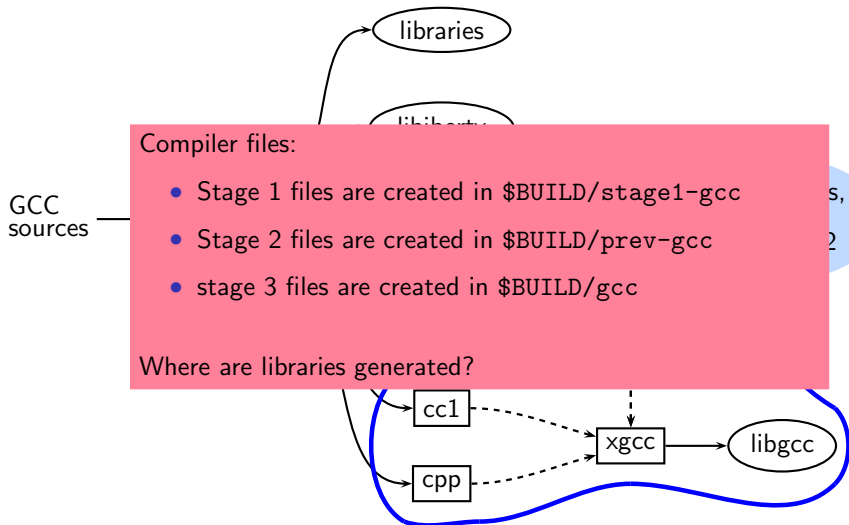 libraries
libiberty
Compiler files:
• Stage 1 files are created in $BUILD/stage1-gcc
s,
GCC
sources
• Stage 2 files are created in $BUILD/prev-gcc
2
• stage 3 files are created in $BUILD/gcc
Where are libraries generated?
cc1
xgcc
libgcc
cpp